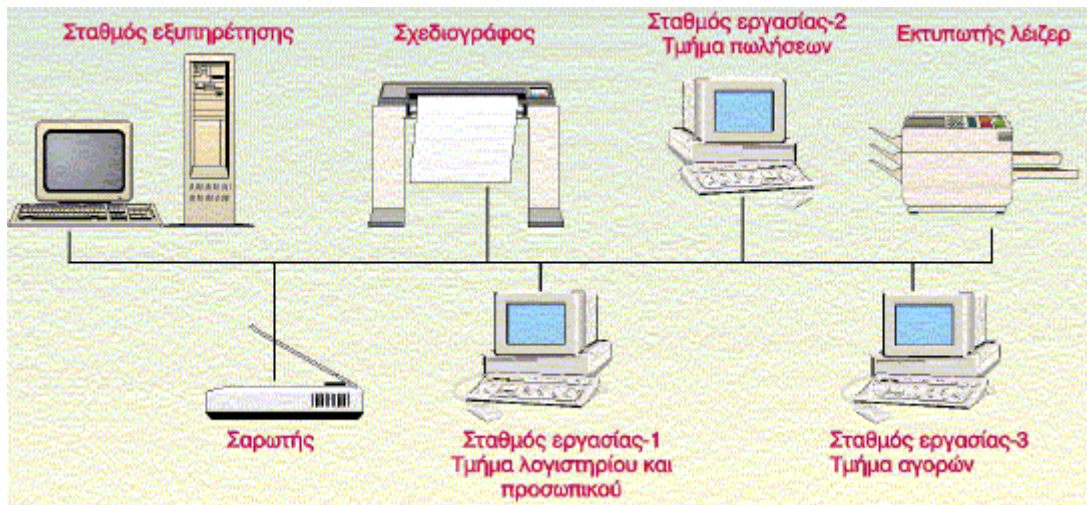 Σταθμός εξυπηρέτησης
Σχεδιογράφος
Σταθμός εργασίας-2
Τμήμα πωλήσεων
Εκτυπωτής λέιζερ
Σαρωτής
Σταθμός εργασίας-1
Τμήμα λογιστηρίου και
προσωπικού
Σταθμός εργασίας-3
Τμήμα αγορών